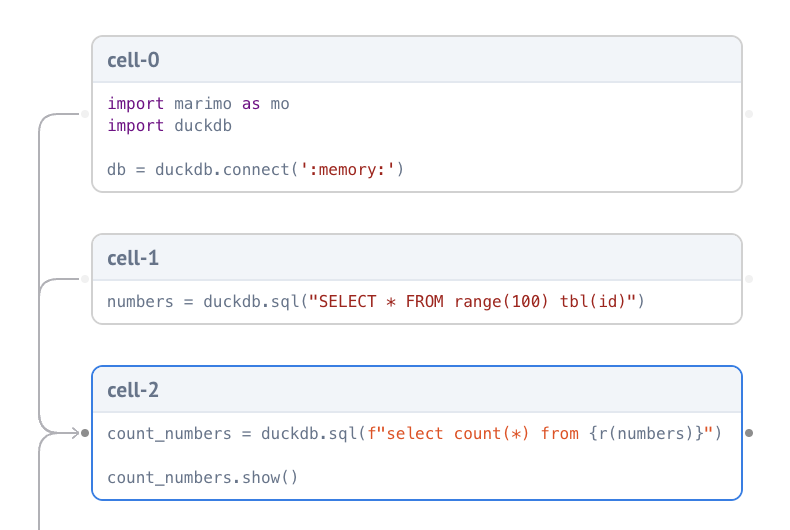 cell-0
import marimo as mo
import duckdb
db = duckdb.connect(':memory:')
cell-1
numbers = duckdb.sql("SELECT * FROM range(100) tbl(id)")
cell-2
count_numbers = duckdb.sql(f"select count(*) from {r(numbers)}")
count_numbers.show()